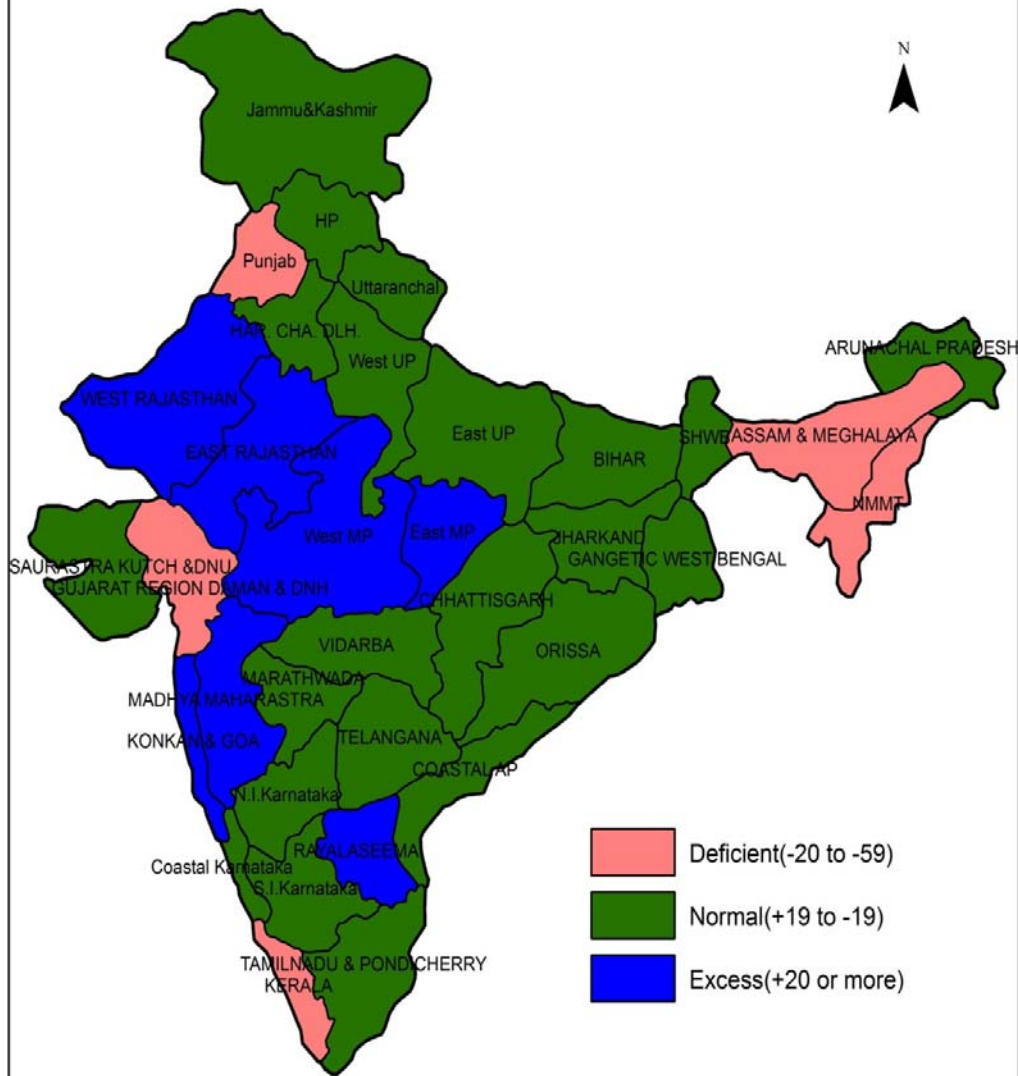 N
Jammu&Kashmir
HP
Punjab
Uttaranchal
HAR. CHA. DLH.
West UP
ARUNACHAL PRADESH
WEST RAJASTHAN
EAST RAJASTHAN
East UP
BIHAR
SHWB
ASSAM & MEGHALAYA
NMMT
West MP
East MP
JHARKAND
GANGETIC WEST BENGAL
SAURASTRA KUTCH &DNU
GUJARAT REGION DAMAN & DNH
CHHATTISGARH
VIDARBA
ORISSA
MARATHWADA
MADHYA MAHARASTRA
KONKAN & GOA
TELANGANA
COASTAL AP
N.I.Karnataka
RAYALASEEMA
Coastal Karnataka
S.I.Karnataka
TAMILNADU & PONDICHERRY
KERALA
Deficient(-20 to -59)
Normal(+19 to -19)
Excess(+20 or more)